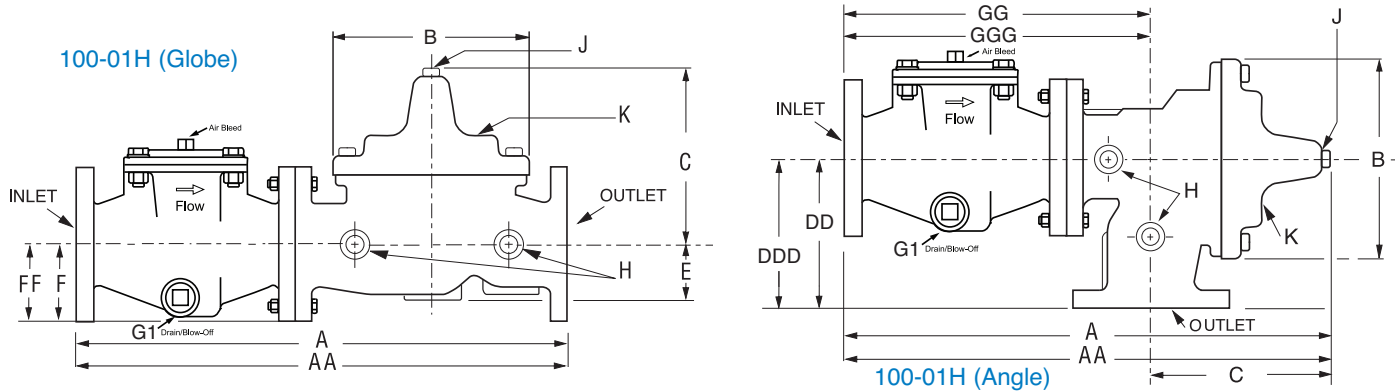 100-01H (Globe)
B
J
Air Bleed
K
C
INLET
Flow
OUTLET
FF
F
H
E
G1 Drain/Blow-Off
A
AA
GG
J
GGG
Air Bleed
INLET
Flow
B
DD
H
DDD
G1 Drain/Blow-Off
K
OUTLET
A
AA
C
100-01H (Angle)